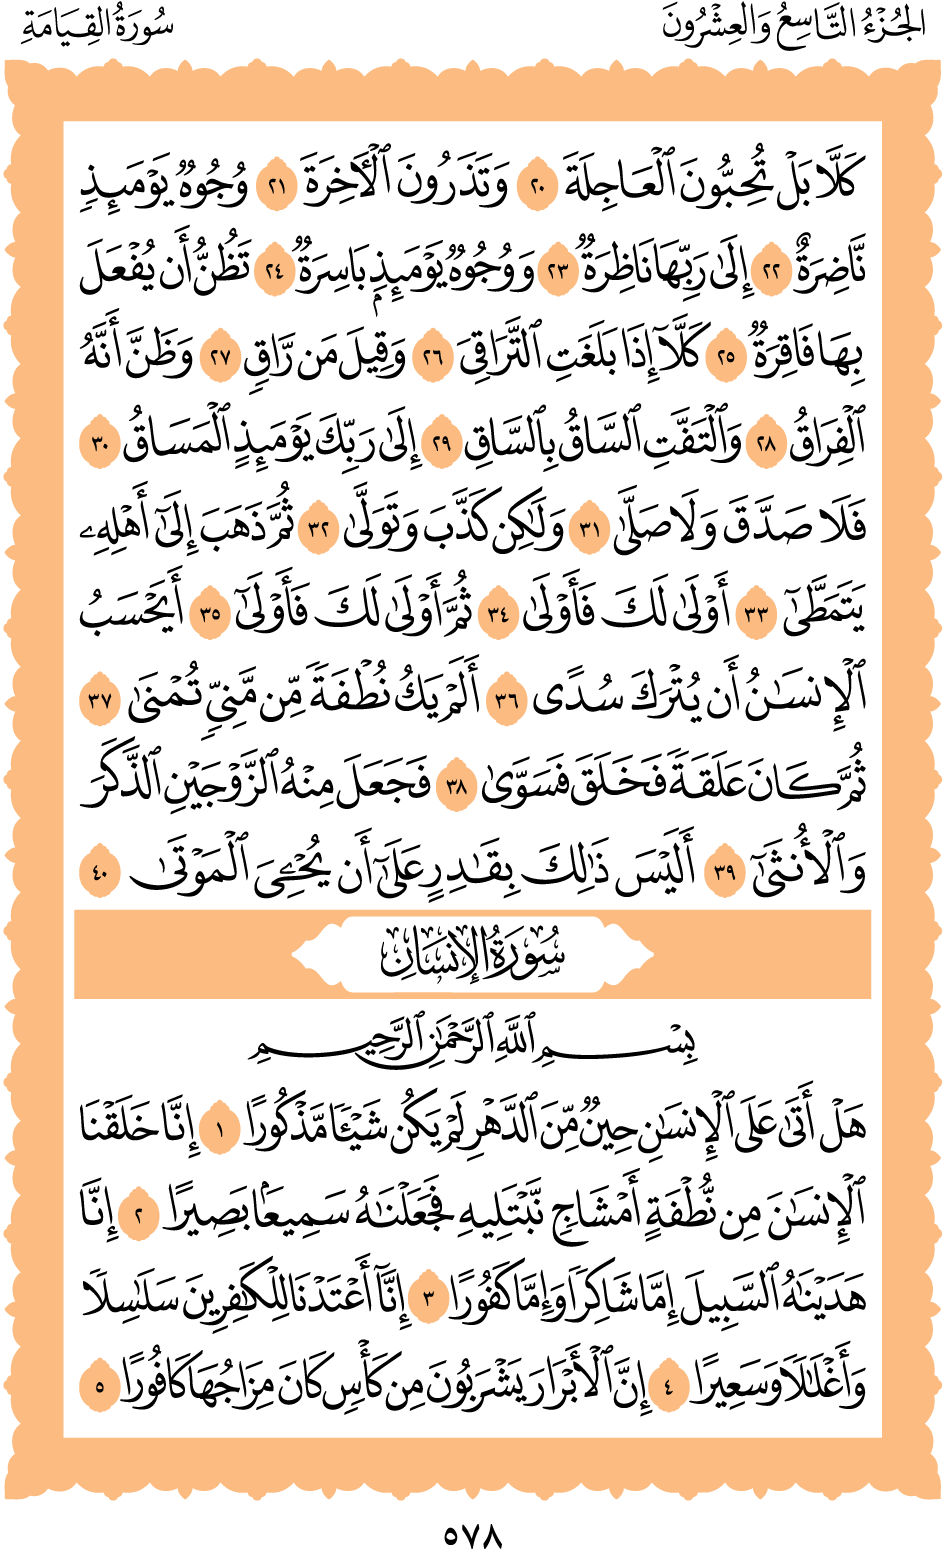 الجُزْءُ التَّاسِعُ وَالعِشْرُونَ
سُورَةُ القِيَامَةِ
كَلَّا بَلْ تُحِبُّونَ ٱلْعَاجِلَةَ ٢٠ وَتَذَرُونَ ٱلْأَخِرَةَ ٢١ وُجُوهٌ يَوْمَئِذٍ
نَّاضِرَةٌ ٢٢ إِلَىٰ رَبِّهَا نَاظِرَةٌ ٢٣ وَوُجُوهٌ يَوْمَئِذٍۭ بَاسِرَةٌ ٢٤ تَظُنُّ أَن يُفْعَلَ
بِهَا فَاقِرَةٌ ٢٥ كَلَّآ إِذَا بَلَغَتِ ٱلتَّرَاقِيَ ٢٦ وَقِيلَ مَن رَّاقٍ ٢٧ وَظَنَّ أَنَّهُ
ٱلْفِرَاقُ ٢٨ وَٱلْتَفَّتِ ٱلسَّاقُ بِٱلسَّاقِ ٢٩ إِلَىٰ رَبِّكَ يَوْمَئِذٍ ٱلْمَسَاقُ ٣٠
فَلَا صَدَّقَ وَلَا صَلَّىٰ ٣١ وَلَٰكِن كَذَّبَ وَتَوَلَّىٰ ٣٢ ثُمَّ ذَهَبَ إِلَىٰٓ أَهْلِهِۦ
يَتَمَطَّىٰٓ ٣٣ أَوْلَىٰ لَكَ فَأَوْلَىٰ ٣٤ ثُمَّ أَوْلَىٰ لَكَ فَأَوْلَىٰٓ ٣٥ أَيَحْسَبُ
ٱلْإِنسَٰنُ أَن يُتْرَكَ سُدًى ٣٦ أَلَمْ يَكُ نُطْفَةً مِّن مَّنِيٍّ تُمْنَىٰ ٣٧
ثُمَّ كَانَ عَلَقَةً فَخَلَقَ فَسَوَّىٰ ٣٨ فَجَعَلَ مِنْهُ ٱلزَّوْجَيْنِ ٱلذَّكَرَ
وَٱلْأُنثَىٰٓ ٣٩ أَلَيْسَ ذَٰلِكَ بِقَٰدِرٍ عَلَىٰٓ أَن يُحْـِۧيَ ٱلْمَوْتَىٰ ٤٠
سُورَةُ الإِنسَانِ
بِسْمِ ٱللَّهِ ٱلرَّحْمَٰنِ ٱلرَّحِيمِ
هَلْ أَتَىٰ عَلَى ٱلْإِنسَٰنِ حِينٌ مِّنَ ٱلدَّهْرِ لَمْ يَكُن شَيْـًٔا مَّذْكُورًا ١ إِنَّا خَلَقْنَا
ٱلْإِنسَٰنَ مِن نُّطْفَةٍ أَمْشَاجٍ نَّبْتَلِيهِ فَجَعَلْنَٰهُ سَمِيعًۢا بَصِيرًا ٢ إِنَّا
هَدَيْنَٰهُ ٱلسَّبِيلَ إِمَّا شَاكِرًا وَإِمَّا كَفُورًا ٣ إِنَّآ أَعْتَدْنَا لِلْكَٰفِرِينَ سَلَٰسِلَا۟
وَأَغْلَٰلًا وَسَعِيرًا ٤ إِنَّ ٱلْأَبْرَارَ يَشْرَبُونَ مِن كَأْسٍ كَانَ مِزَاجُهَا كَافُورًا ٥
٥٧٨